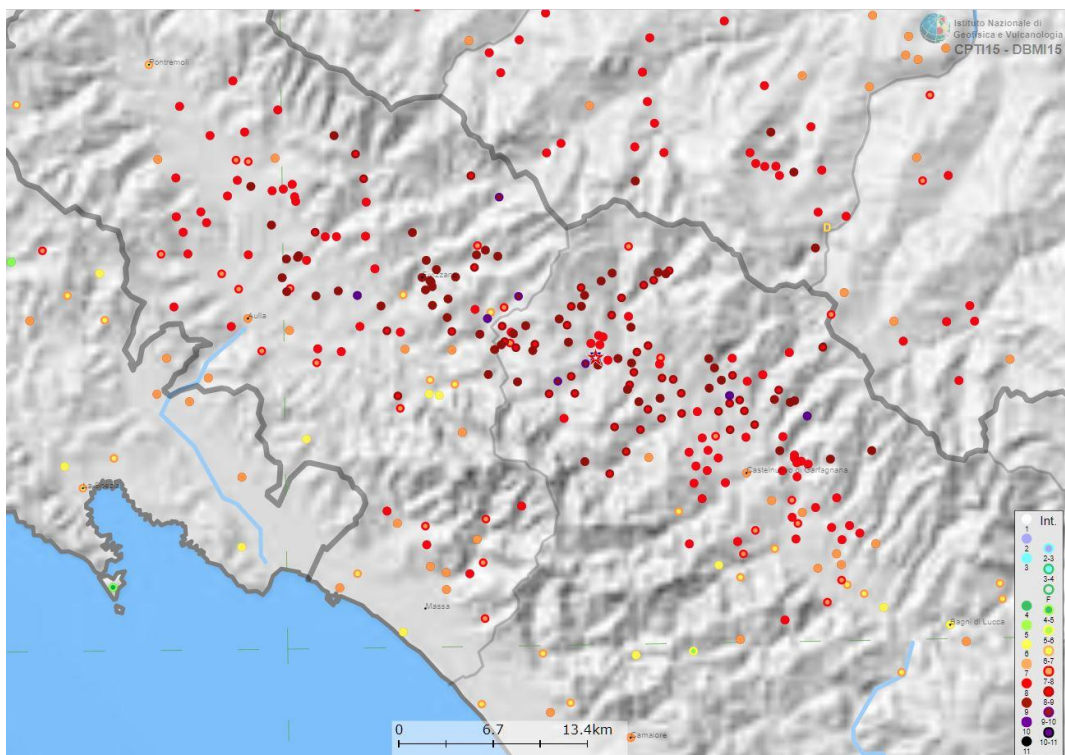 Istituto Nazionale di
Geofisica e Vulcanologia
CPTI15 - DBMI15
Pontremoli
D
Aulla
Castelnuovo di Garfagnana
Massa
Bagni di Lucca
Camaiore
0 6.7 13.4km
Int.
1
2
2-3
3
3-4
F
4
4-5
5
5-6
6
6-7
7
7-8
8
8-9
9
9-10
10
10-11
11